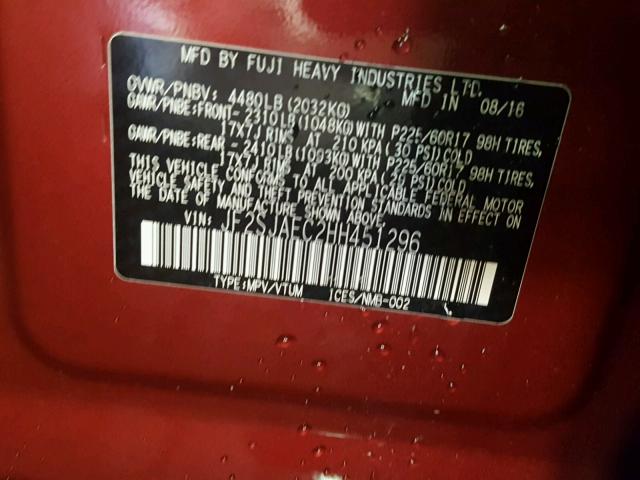 MFD BY FUJI HEAVY INDUSTRIES LTD.
MFD IN 08/16
GVWR/PNBV: 4480LB(2032KG)
GAWR/PNBE:FRONT- 2310LB(1048KG)WITH P225/60R17 98H TIRES,
17X7J RINGS AT 210 KPA(30 PSI)COLD
GAWR/PNBE:REAR - 2410LB(1093KG)WITH P225/60R17 98H TIRES,
17X7J RINGS AT 200 KPA(29 PSI)COLD
THIS VEHICLE CONFORMS TO ALL APPLICABLE FEDERAL MOTOR
VEHICLE SAFETY AND THEFT PREVENTION STANDARDS IN EFFECT ON
THE DATE OF MANUFACTURE SHOWN ABOVE.
VIN: JF2SJAEC2HH451296
TYPE:MPV/VTUM ICES/NMB-002